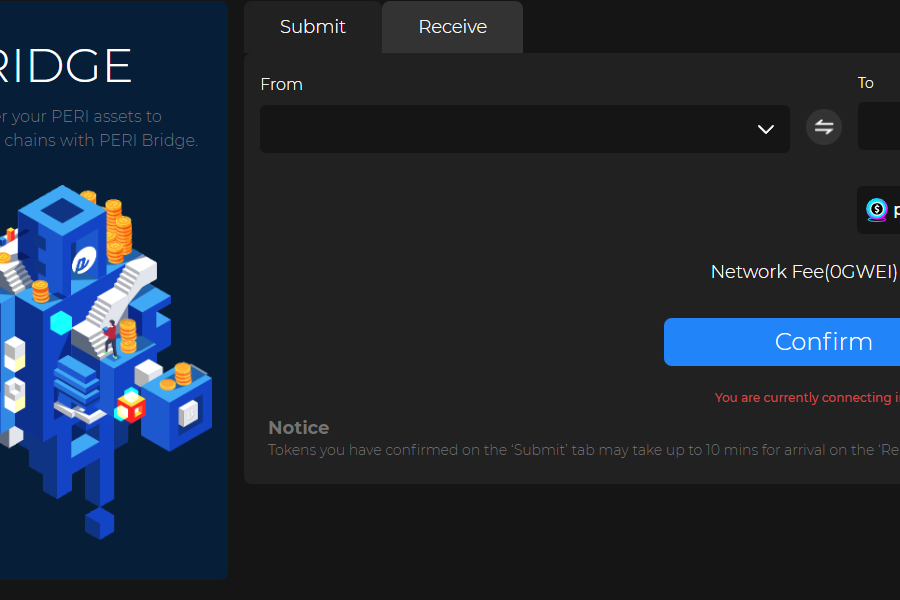 RIDGE
er your PERI assets to
chains with PERI Bridge.
Submit
Receive
From
To
Network Fee(0GWEI)
Confirm
You are currently connecting
Notice
Tokens you have confirmed on the ‘Submit’ tab may take up to 10 mins for arrival on the ‘Re